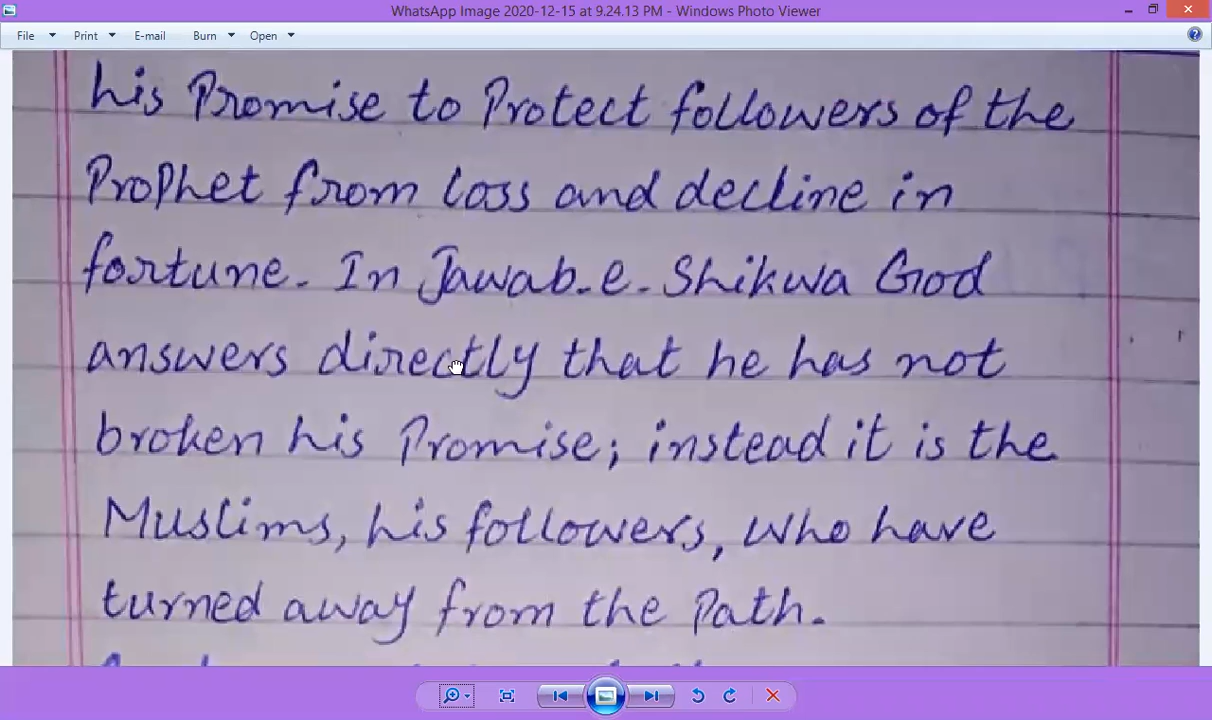 WhatsApp Image 2020-12-15 at 9.24.13 PM - Windows Photo Viewer
File Print E-mail Burn Open
his Promise to Protect followers of the
Prophet from loss and decline in
fortune. In Jawab-e-Shikwa God
answers directly that he has not
broken his Promise; instead it is the
Muslims, his followers, who have
turned away from the Path.